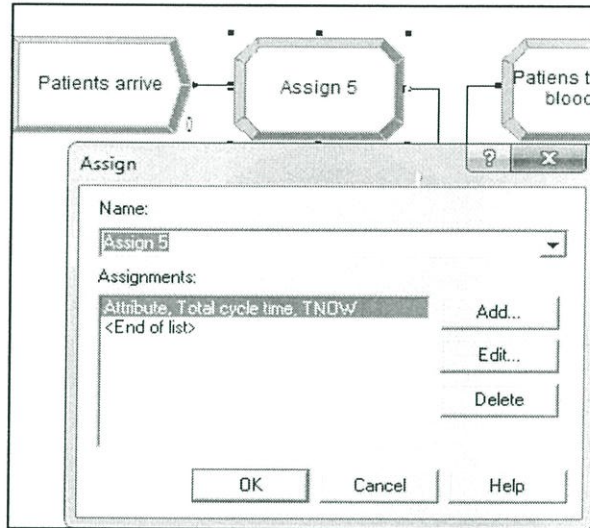 Patients arrive
0
Assign 5
Patiens t
blood
Assign
?
x
Name:
Assign 5
Assignments:
Attribute, Total cycle time, TNOW
<End of list>
Add...
Edit...
Delete
OK
Cancel
Help